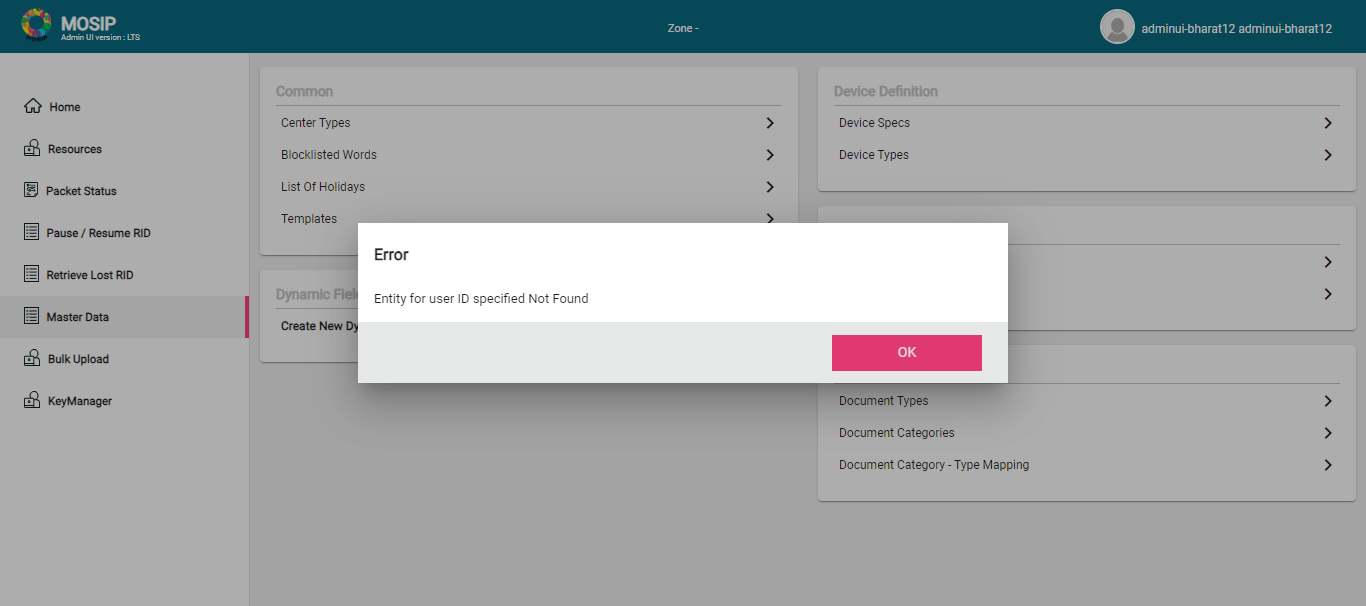 MOSIP
Admin UI version : LTS
Zone -
adminui-bharat12 adminui-bharat12
Home
Resources
Packet Status
Pause / Resume RID
Retrieve Lost RID
Master Data
Bulk Upload
KeyManager
Common
Center Types
Blocklisted Words
List Of Holidays
Templates
Dynamic Fiel
Create New Dy
Device Definition
Device Specs
Device Types
Document Types
Document Categories
Document Category - Type Mapping
Error
Entity for user ID specified Not Found
OK